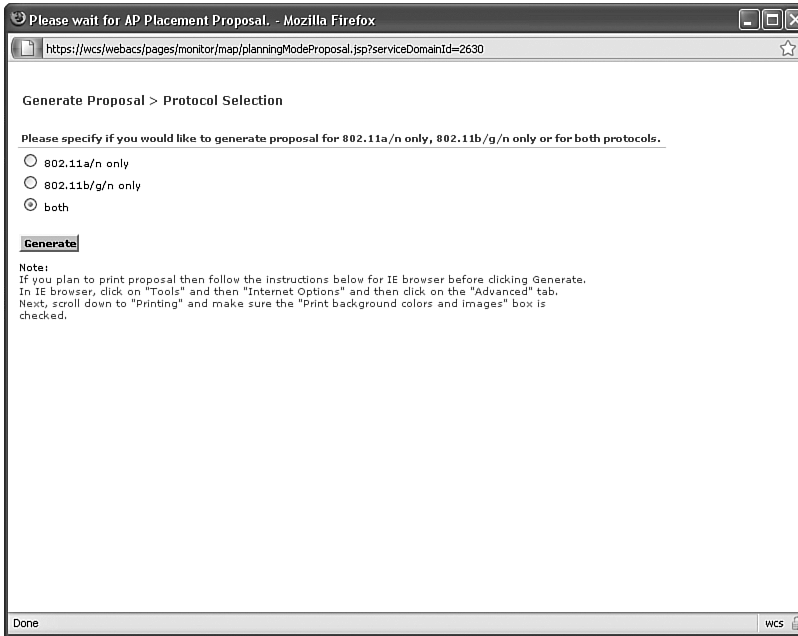 Please wait for AP Placement Proposal. - Mozilla Firefox
https://wcs/webacs/pages/monitor/map/planningModeProposal.jsp?serviceDomainId=2630
Generate Proposal > Protocol Selection
Please specify if you would like to generate proposal for 802.11a/n only, 802.11b/g/n only or for both protocols.
802.11a/n only
802.11b/g/n only
both
Generate
Note:
If you plan to print proposal then follow the instructions below for IE browser before clicking Generate.
In IE browser, click on "Tools" and then "Internet Options" and then click on the "Advanced" tab.
Next, scroll down to "Printing" and make sure the "Print background colors and images" box is
checked.
Done
wcs